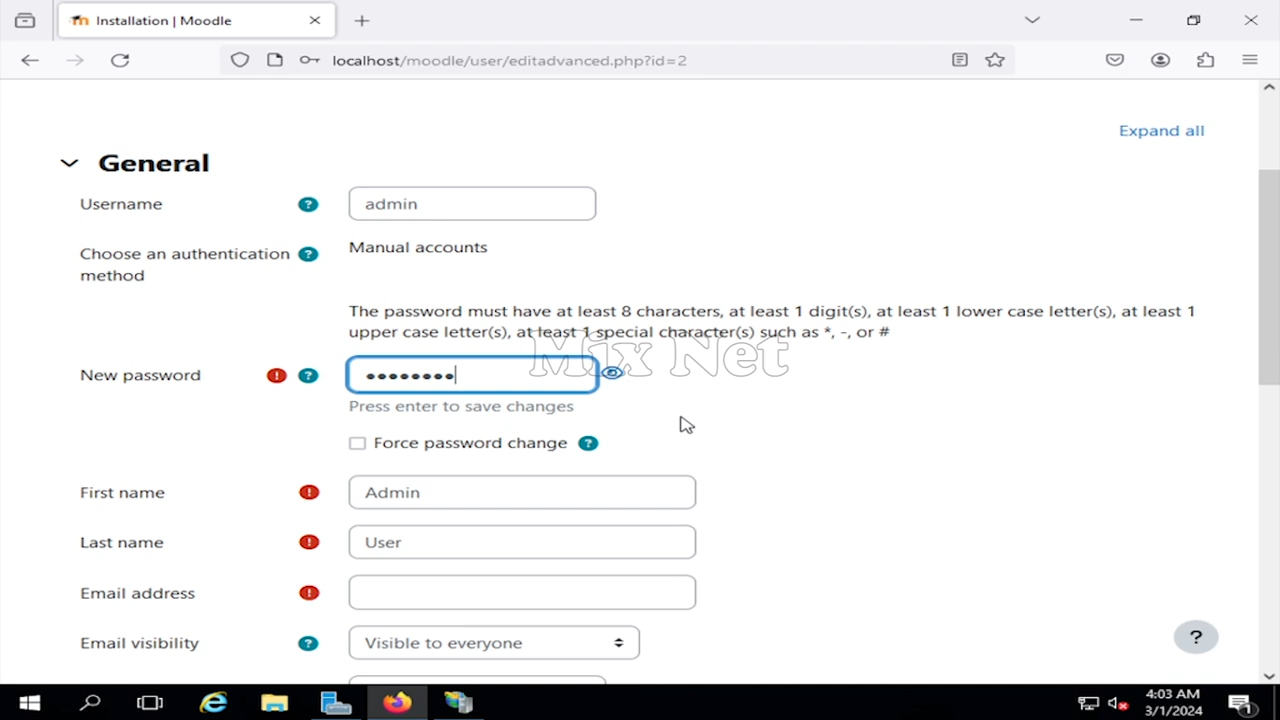 Installation | Moodle
localhost/moodle/user/editadvanced.php?id=2
Expand all
General
Username ? admin
Choose an authentication method ? Manual accounts
The password must have at least 8 characters, at least 1 digit(s), at least 1 lower case letter(s), at least 1
upper case letter(s), at least 1 special character(s) such as *, -, or #
Mix Net
New password ! ? ••••••••
Press enter to save changes
Force password change ?
First name ! Admin
Last name ! User
Email address !
Email visibility ? Visible to everyone
?
4:03 AM
3/1/2024
1